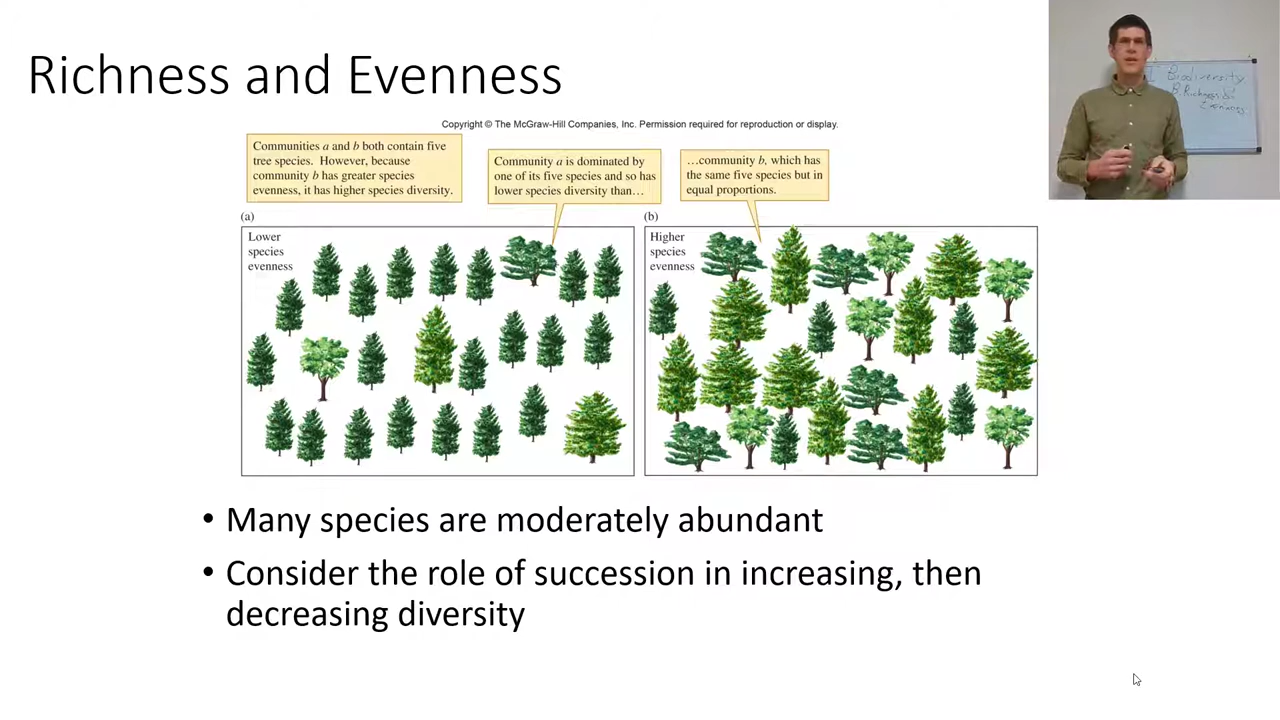 Richness and Evenness
Copyright © The McGraw-Hill Companies, Inc. Permission required for reproduction or display.
Communities a and b both contain five
tree species. However, because
community b has greater species
evenness, it has higher species diversity.
Community a is dominated by
one of its five species and so has
lower species diversity than…
…community b, which has
the same five species but in
equal proportions.
(a)
Lower
species
evenness
(b)
Higher
species
evenness
• Many species are moderately abundant
• Consider the role of succession in increasing, then
decreasing diversity
Biodiversity
B. Richness